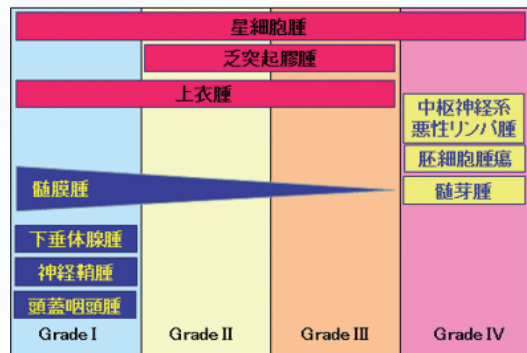 星細胞腫
乏突起膠腫
上衣腫
中枢神経系
悪性リンパ腫
胚細胞腫瘍
髄膜腫
髄芽腫
下垂体腺腫
神経鞘腫
頭蓋咽頭腫
Grade I
Grade II
Grade III
Grade IV